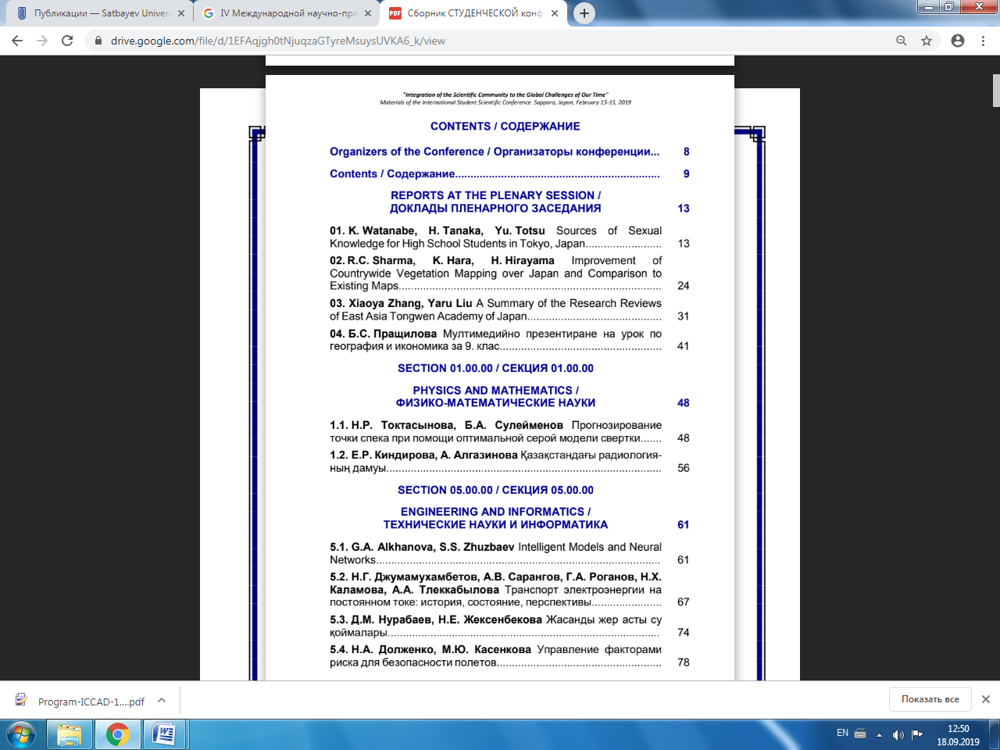 Публикации — Satbayev Univers
IV Международной научно-пра
Сборник СТУДЕНЧЕСКОЙ конф
drive.google.com/file/d/1EFAqjgh0tNjuqzaGTyreMsuysUVKA6_k/view
"Integration of the Scientific Community to the Global Challenges of Our Time"
Materials of the International Student Scientific Conference. Sapporo, Japan, February 13-15, 2019
CONTENTS / СОДЕРЖАНИЕ
Organizers of the Conference / Организаторы конференции... 8
Contents / Содержание.................................................................. 9
REPORTS AT THE PLENARY SESSION /
ДОКЛАДЫ ПЛЕНАРНОГО ЗАСЕДАНИЯ 13
01. K. Watanabe, H. Tanaka, Yu. Totsu Sources of Sexual
Knowledge for High School Students in Tokyo, Japan........................ 13
02. R.C. Sharma, K. Hara, H. Hirayama Improvement of
Countrywide Vegetation Mapping over Japan and Comparison to
Existing Maps.................................................................................. 24
03. Xiaoya Zhang, Yaru Liu A Summary of the Research Reviews
of East Asia Tongwen Academy of Japan.......................................... 31
04. Б.С. Пращилова Мултимедийно презентиране на урок по
география и икономика за 9. клас.................................................. 41
SECTION 01.00.00 / СЕКЦИЯ 01.00.00
PHYSICS AND MATHEMATICS /
ФИЗИКО-МАТЕМАТИЧЕСКИЕ НАУКИ 48
1.1. Н.Р. Токтасынова, Б.А. Сулейменов Прогнозирование
точки спека при помощи оптимальной серой модели свертки....... 48
1.2. Е.Р. Киндирова, А. Алгазинова Қазақстандағы радиология-
ның дамуы..................................................................................... 56
SECTION 05.00.00 / СЕКЦИЯ 05.00.00
ENGINEERING AND INFORMATICS /
ТЕХНИЧЕСКИЕ НАУКИ И ИНФОРМАТИКА 61
5.1. G.A. Alkhanova, S.S. Zhuzbaev Intelligent Models and Neural
Networks........................................................................................ 61
5.2. Н.Г. Джумамухамбетов, А.В. Сарангов, Г.А. Роганов, Н.Х.
Каламова, А.А. Тлеккабылова Транспорт электроэнергии на
постоянном токе: история, состояние, перспективы...................... 67
5.3. Д.М. Нурабаев, Н.Е. Жексенбекова Жасанды жер асты су
қоймалары.................................................................................... 74
5.4. Н.А. Долженко, М.Ю. Касенкова Управление факторами
риска для безопасности полетов................................................... 78
Program-ICCAD-1....pdf
Показать все
EN
12:50
18.09.2019